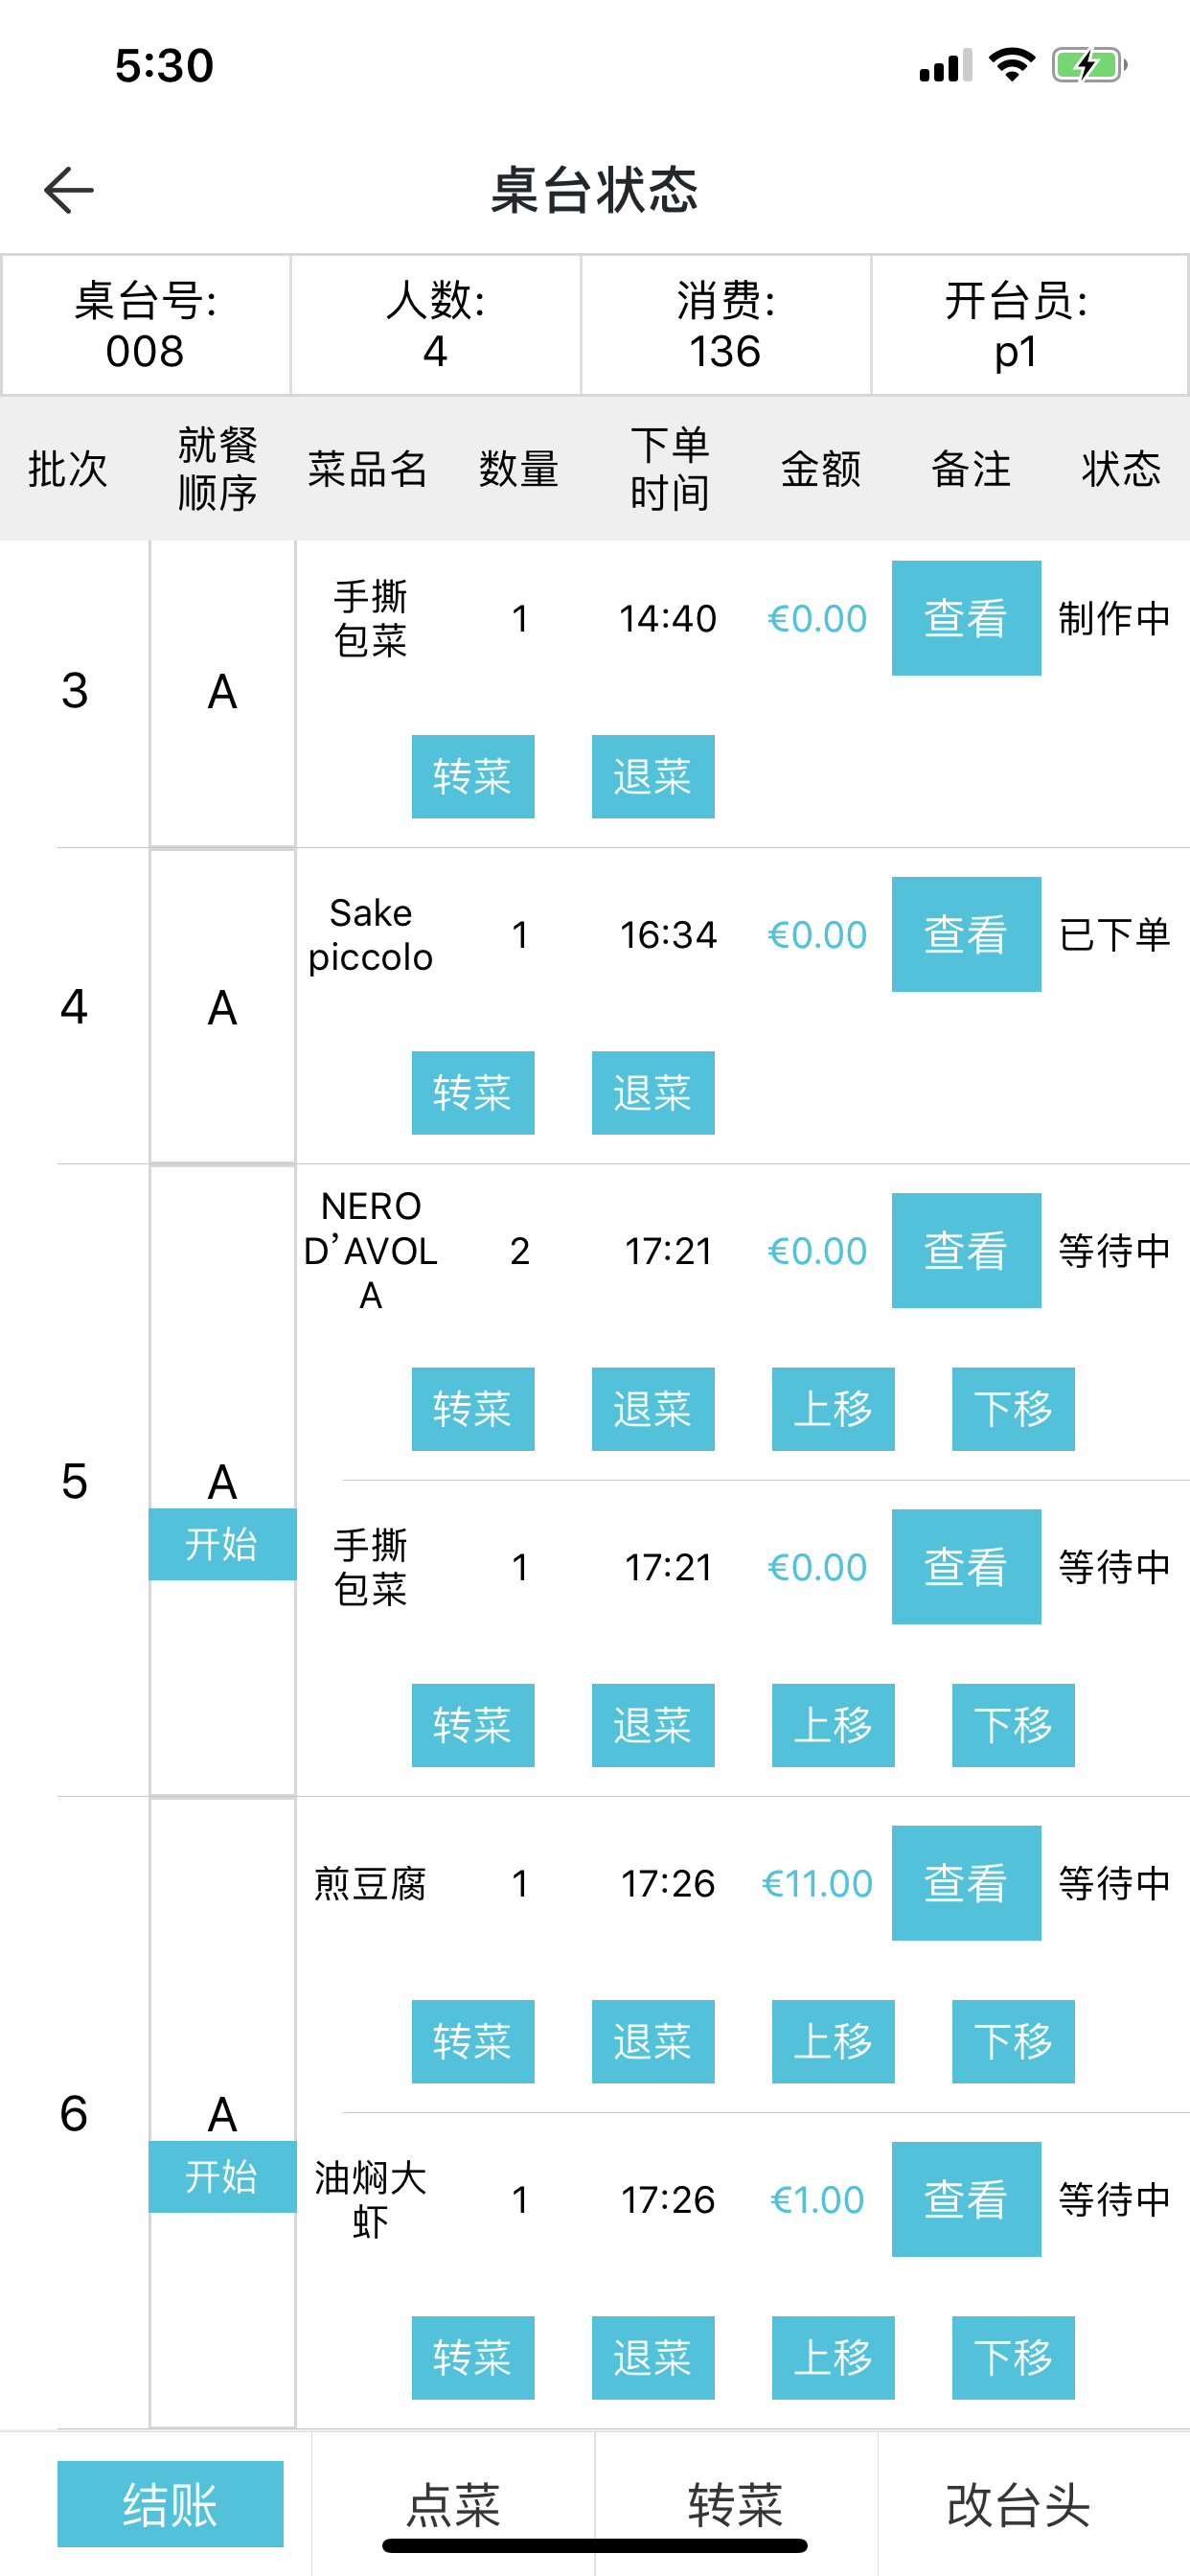 5:30
桌台状态
桌台号:
008
人数:
4
消费:
136
开台员:
p1
批次
就餐
顺序
菜品名
数量
下单
时间
金额
备注
状态
3
A
手撕
包菜
1
14:40
€0.00
查看
制作中
转菜
退菜
4
A
Sake
piccolo
1
16:34
€0.00
查看
已下单
转菜
退菜
5
A
开始
NERO
D’AVOL
A
2
17:21
€0.00
查看
等待中
转菜
退菜
上移
下移
手撕
包菜
1
17:21
€0.00
查看
等待中
转菜
退菜
上移
下移
6
A
开始
煎豆腐
1
17:26
€11.00
查看
等待中
转菜
退菜
上移
下移
油焖大
虾
1
17:26
€1.00
查看
等待中
转菜
退菜
上移
下移
结账
点菜
转菜
改台头